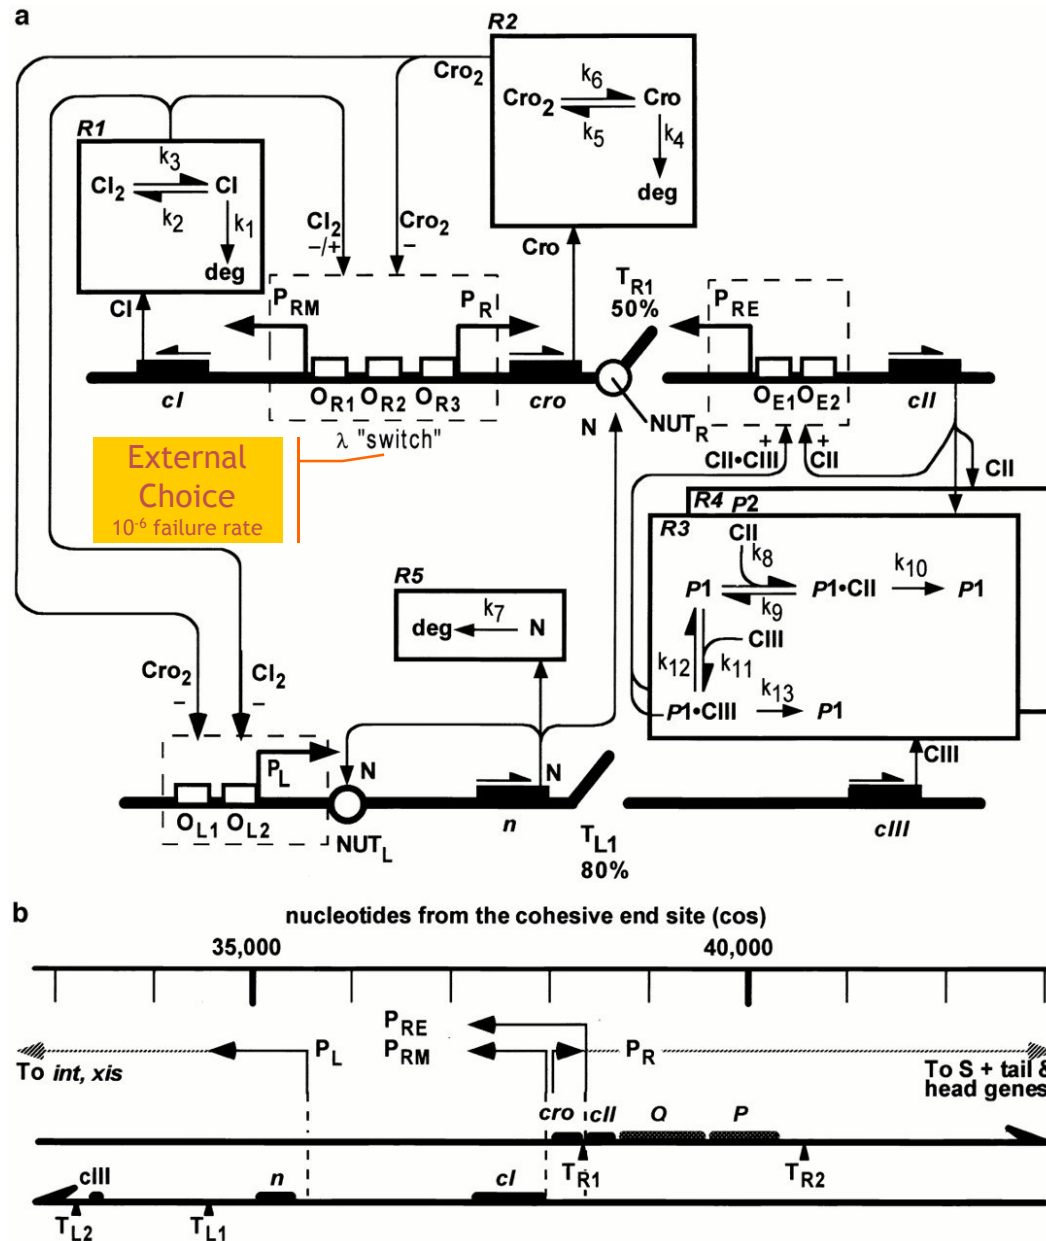 a
R2
Cro₂
k₆
Cro₂
Cro
k₅
k₄
deg
R1
k₃
CI₂
CI
k₂
k₁
deg
CI₂
−/+
Cro₂
−
Cro
CI
P_RM
P_R
T_R1
50%
P_RE
O_R1
O_R2
O_R3
O_E1
O_E2
cI
cro
cII
NUT_R
λ "switch"
N
+
+
CII•CIII
CII
CII
External
Choice
10⁻⁶ failure rate
R4
P2
R3
CII
k₈
k₁₀
P1
P1•CII
P1
k₉
CIII
k₁₂
k₁₁
k₁₃
P1•CIII
P1
R5
k₇
deg
N
Cro₂
CI₂
−
−
P_L
N
N
CIII
O_L1
O_L2
NUT_L
n
T_L1
80%
cIII
b
nucleotides from the cohesive end site (cos)
35,000
40,000
P_RE
P_L
P_RM
P_R
To int, xis
To S + tail &
head genes
cro
cII
Q
P
T_R1
T_R2
cIII
n
cI
T_L2
T_L1